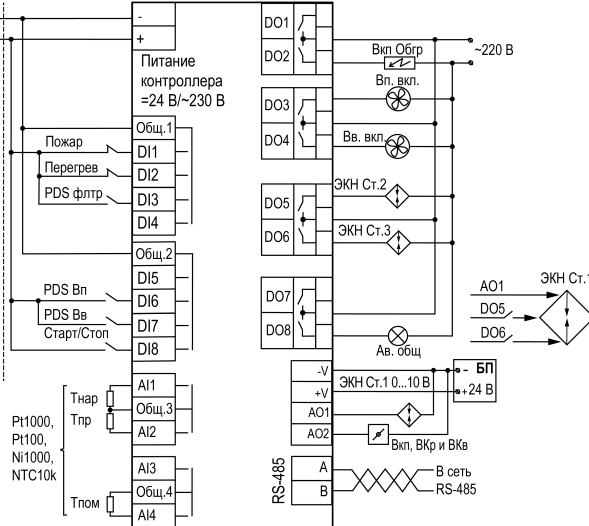 -
+
Питание
контроллера
=24 В/~230 В
Общ.1
Пожар
DI1
Перегрев
DI2
PDS флтр
DI3
DI4
Общ.2
DI5
PDS Вп
DI6
PDS Вв
DI7
Старт/Стоп
DI8
Pt1000,
Pt100,
Ni1000,
NTC10k
Тнар
Тпр
AI1
Общ.3
AI2
Тпом
AI3
Общ.4
AI4
DO1
DO2
Вкп Обгр
~220 В
Вп. вкл.
DO3
DO4
Вв. вкл.
ЭКН Ст.2
DO5
DO6
ЭКН Ст.3
DO7
DO8
Ав. общ
AO1
DO5
DO6
ЭКН Ст.1
-V
+V
AO1
AO2
ЭКН Ст.1 0...10 В
- БП
+ 24 В
Вкп, ВКр и ВКв
RS-485
A
B
В сеть
RS-485